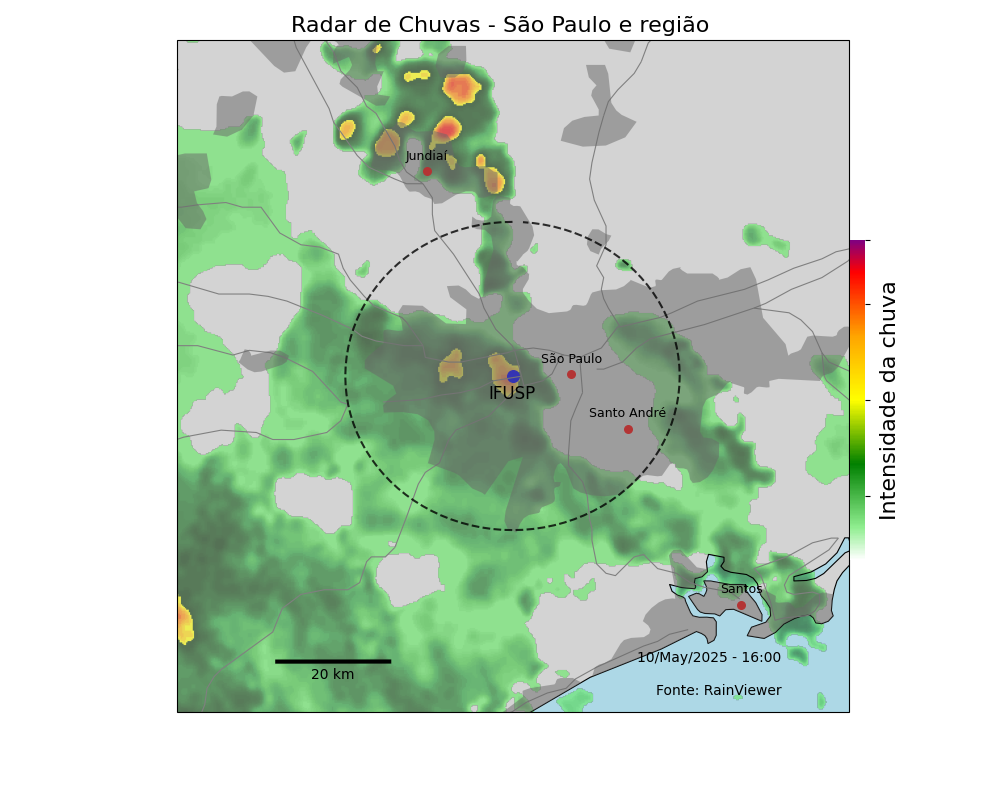 Radar de Chuvas - São Paulo e região
Jundiaí
São Paulo
IFUSP
Santo André
Santos
20 km
10/May/2025 - 16:00
Fonte: RainViewer
Intensidade da chuva